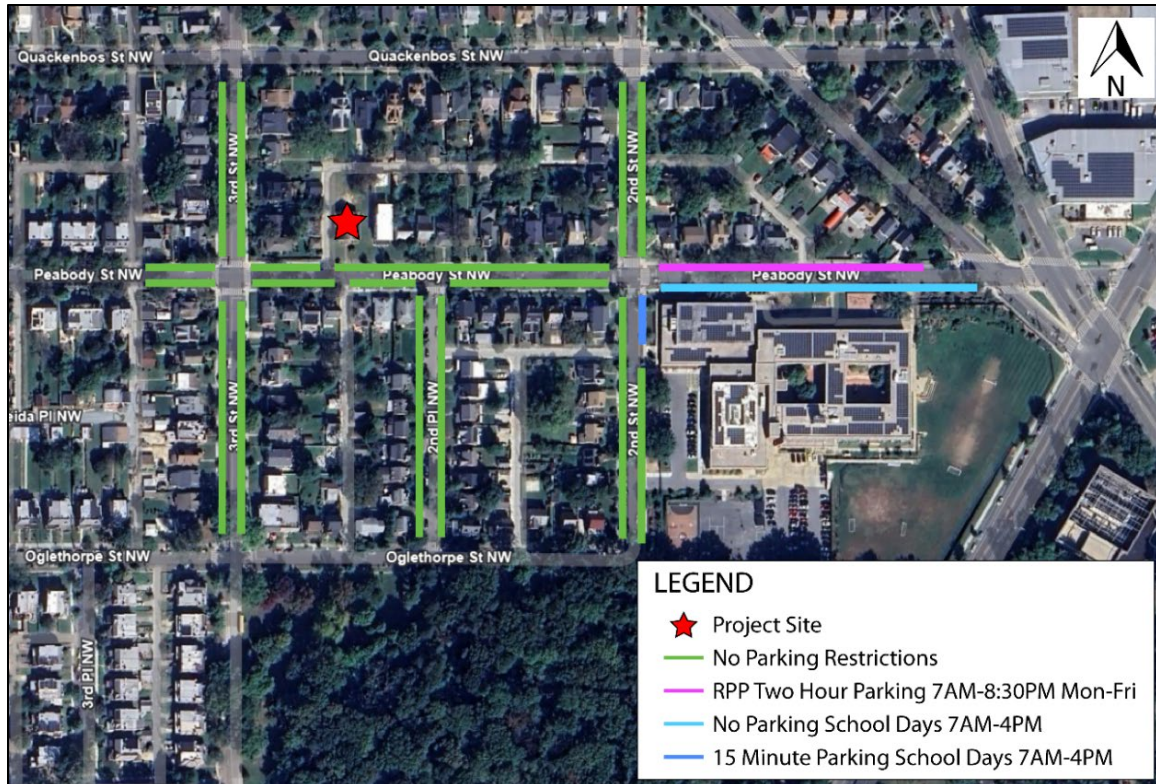 Quackenbos St NW
Quackenbos St NW
N
3rd St NW
2nd St NW
Peabody St NW
Peabody St NW
Peabody St NW
3rd St NW
2nd Pl NW
2nd St NW
eida Pl NW
Oglethorpe St NW
Oglethorpe St NW
3rd Pl NW
LEGEND
Project Site
No Parking Restrictions
RPP Two Hour Parking 7AM-8:30PM Mon-Fri
No Parking School Days 7AM-4PM
15 Minute Parking School Days 7AM-4PM